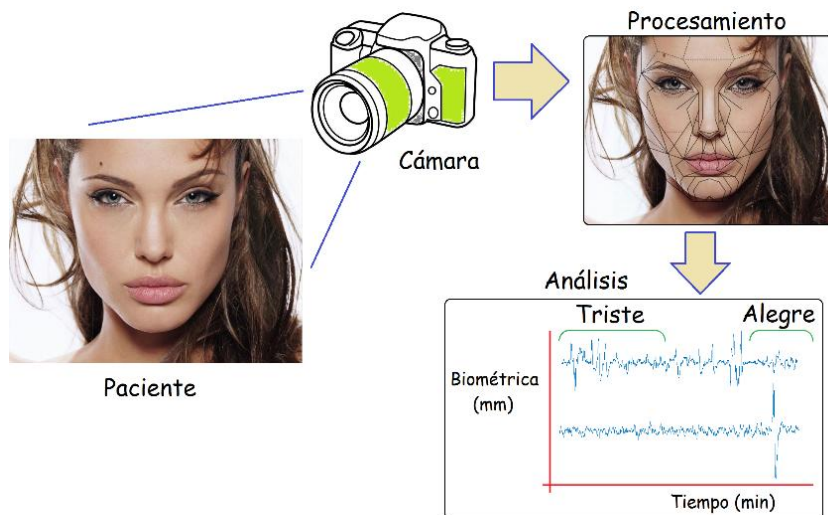 Procesamiento
Cámara
Paciente
Análisis
Triste
Alegre
Biométrica
(mm)
Tiempo (min)